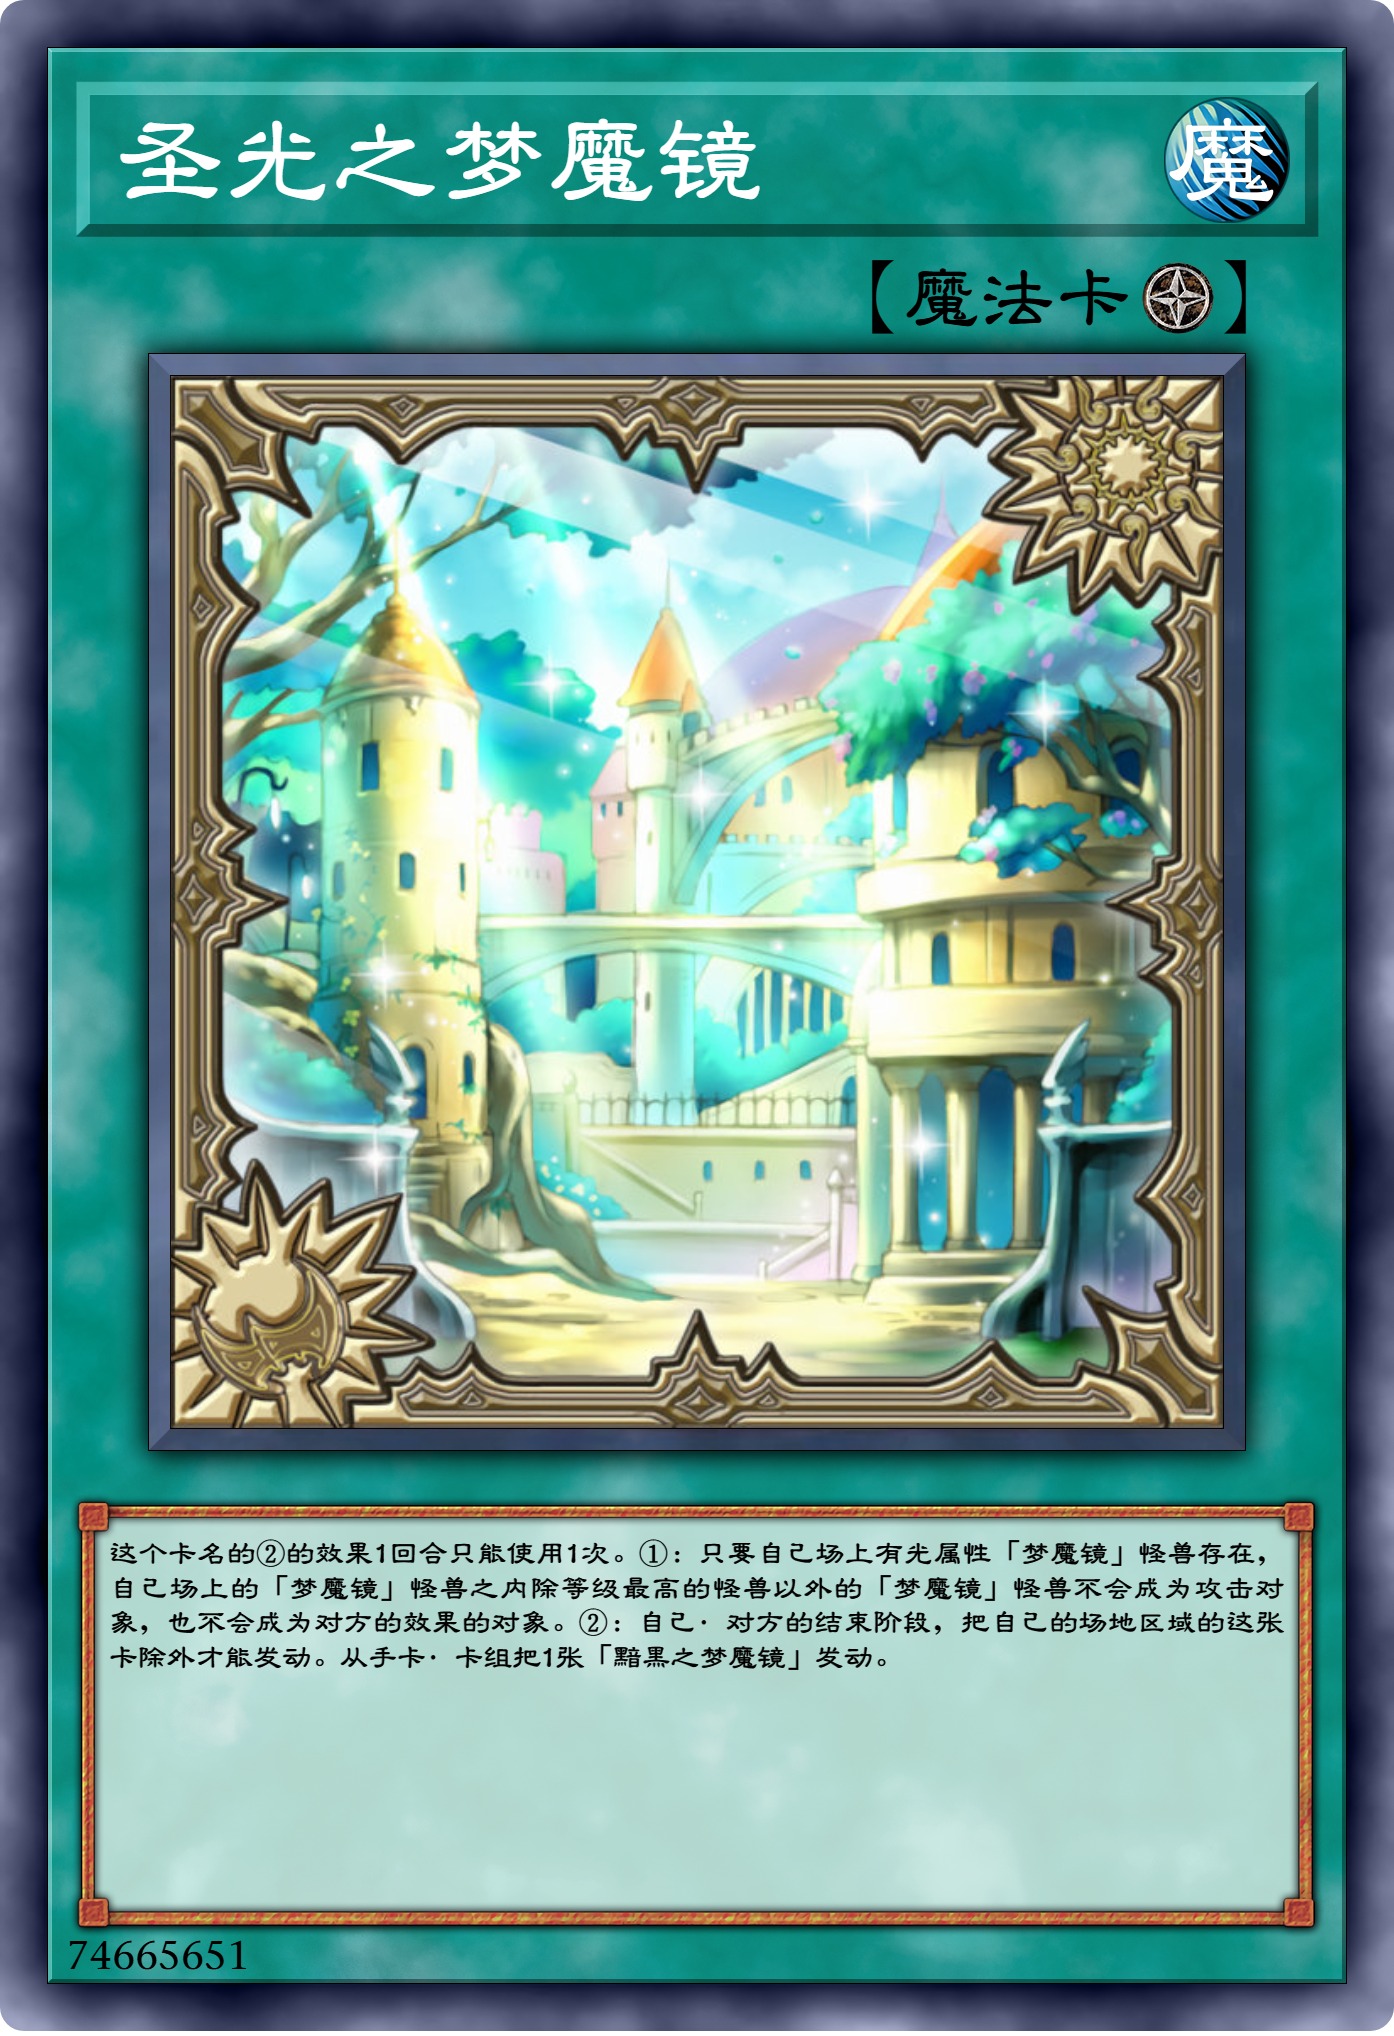 圣光之梦魔镜
魔
【魔法卡】
这个卡名的②的效果1回合只能使用1次。①：只要自己场上有光属性「梦魔镜」怪兽存在，
自己场上的「梦魔镜」怪兽之内除等级最高的怪兽以外的「梦魔镜」怪兽不会成为攻击对
象，也不会成为对方的效果的对象。②：自己·对方的结束阶段，把自己的场地区域的这张
卡除外才能发动。从手卡·卡组把1张「黯黑之梦魔镜」发动。
74665651